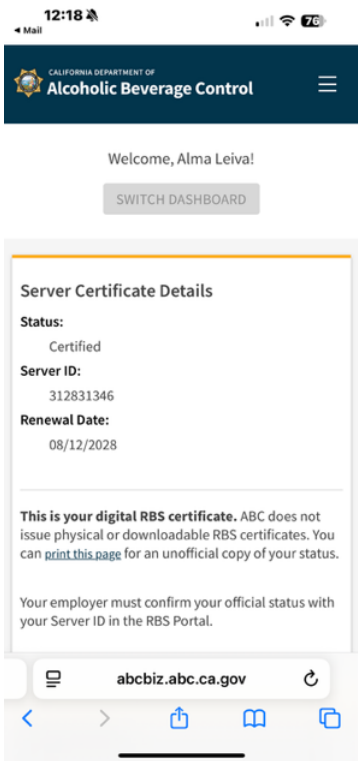 12:18
Mail
76
CALIFORNIA DEPARTMENT OF
Alcoholic Beverage Control
Welcome, Alma Leiva!
SWITCH DASHBOARD
Server Certificate Details
Status:
Certified
Server ID:
312831346
Renewal Date:
08/12/2028
This is your digital RBS certificate. ABC does not
issue physical or downloadable RBS certificates. You
can print this page for an unofficial copy of your status.
Your employer must confirm your official status with
your Server ID in the RBS Portal.
abcbiz.abc.ca.gov